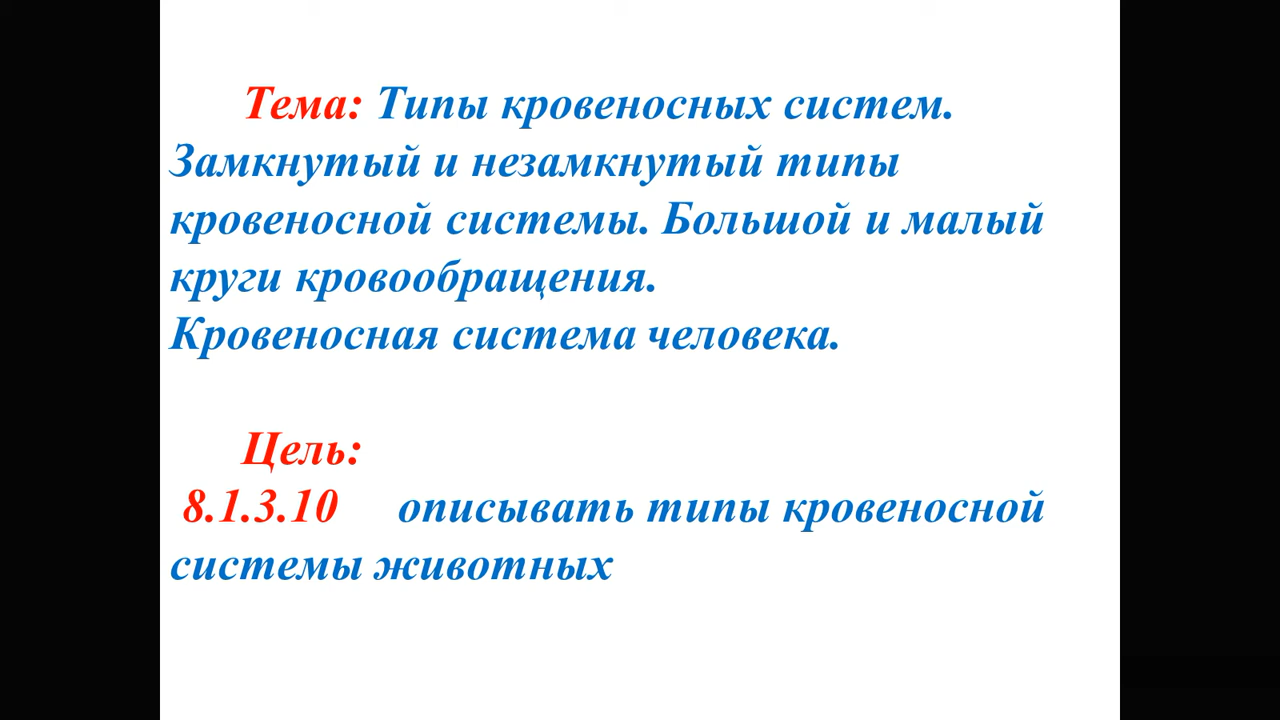 Тема: Типы кровеносных систем.
Замкнутый и незамкнутый типы
кровеносной системы. Большой и малый
круги кровообращения.
Кровеносная система человека.
Цель:
8.1.3.10 описывать типы кровеносной
системы животных